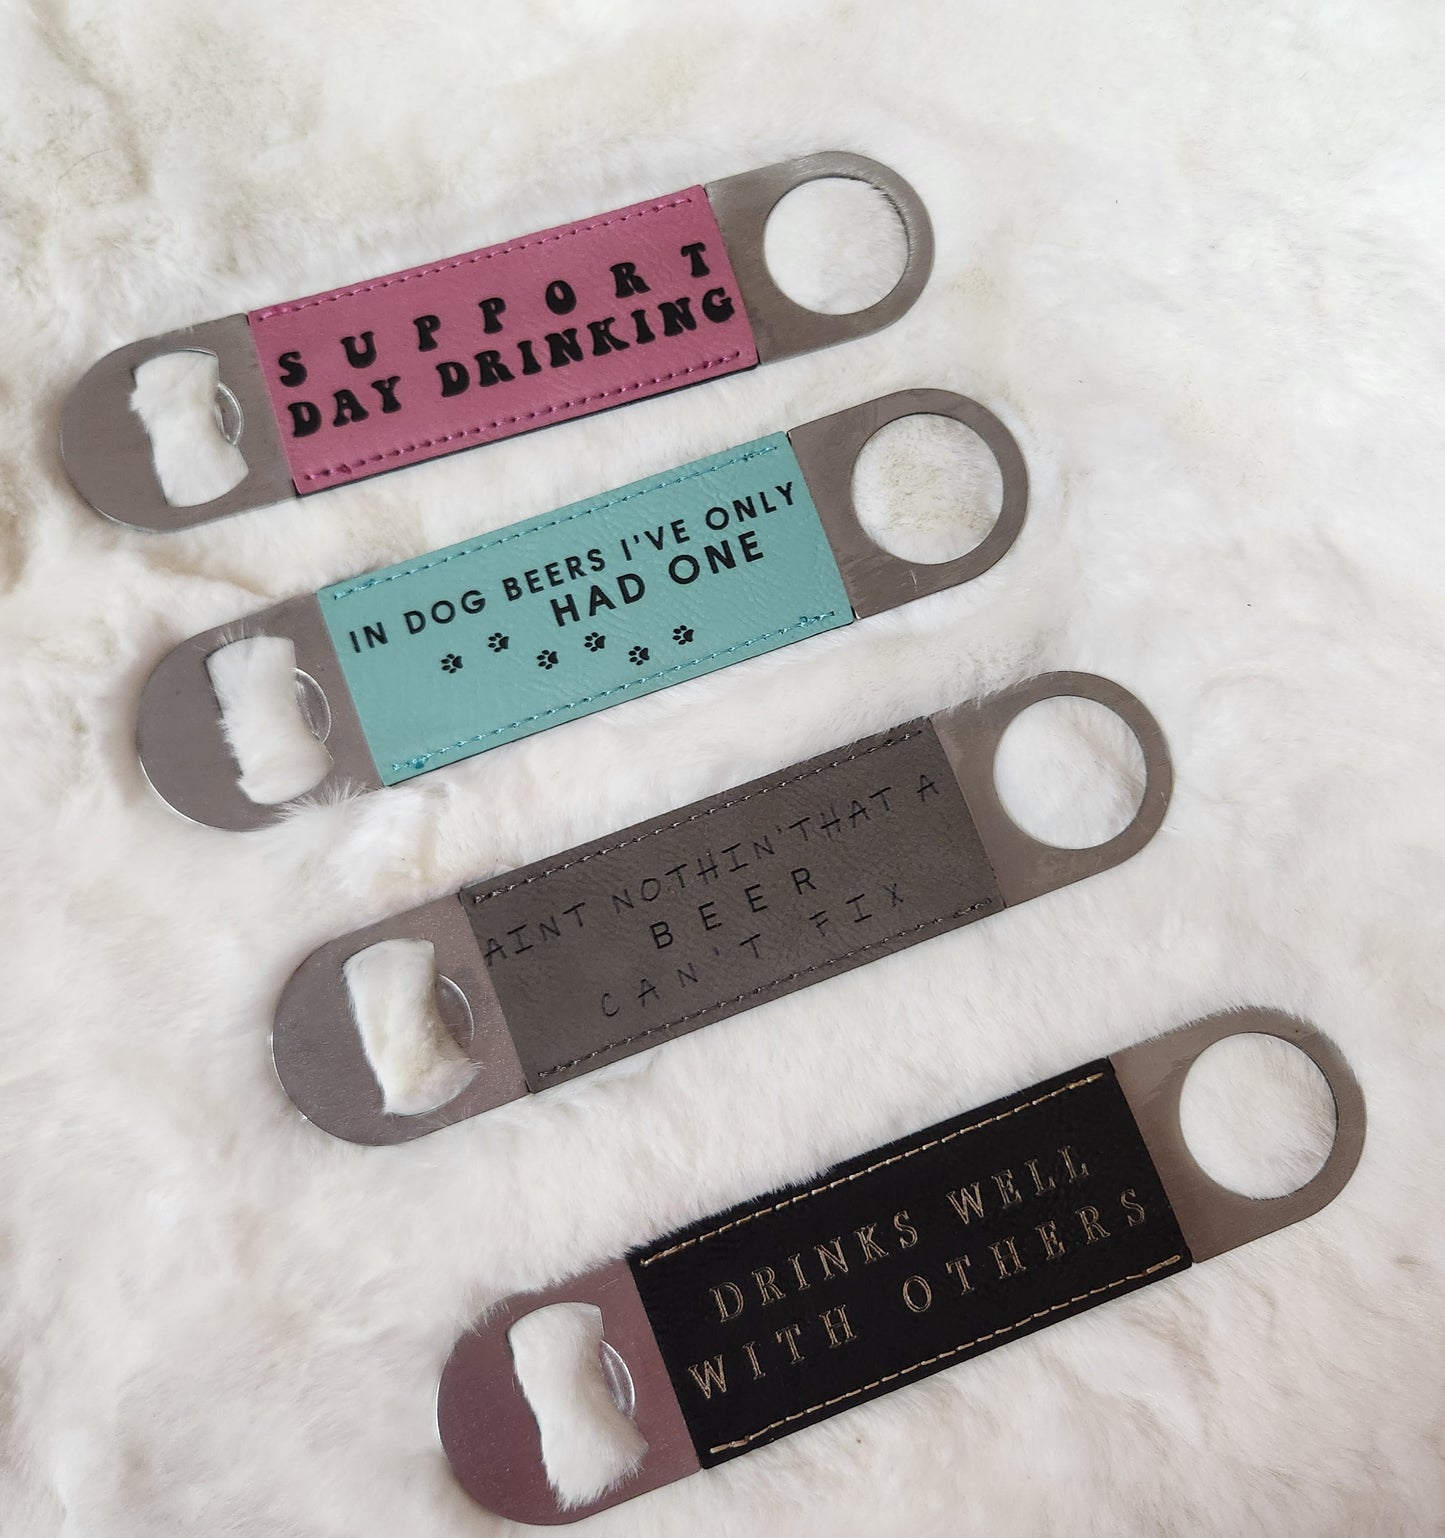 SUPPORT
DAY DRINKING
IN DOG BEERS I'VE ONLY
HAD ONE
AINT NOTHIN'THAT A
BEER
CAN'T FIX
DRINKS WELL
WITH OTHERS